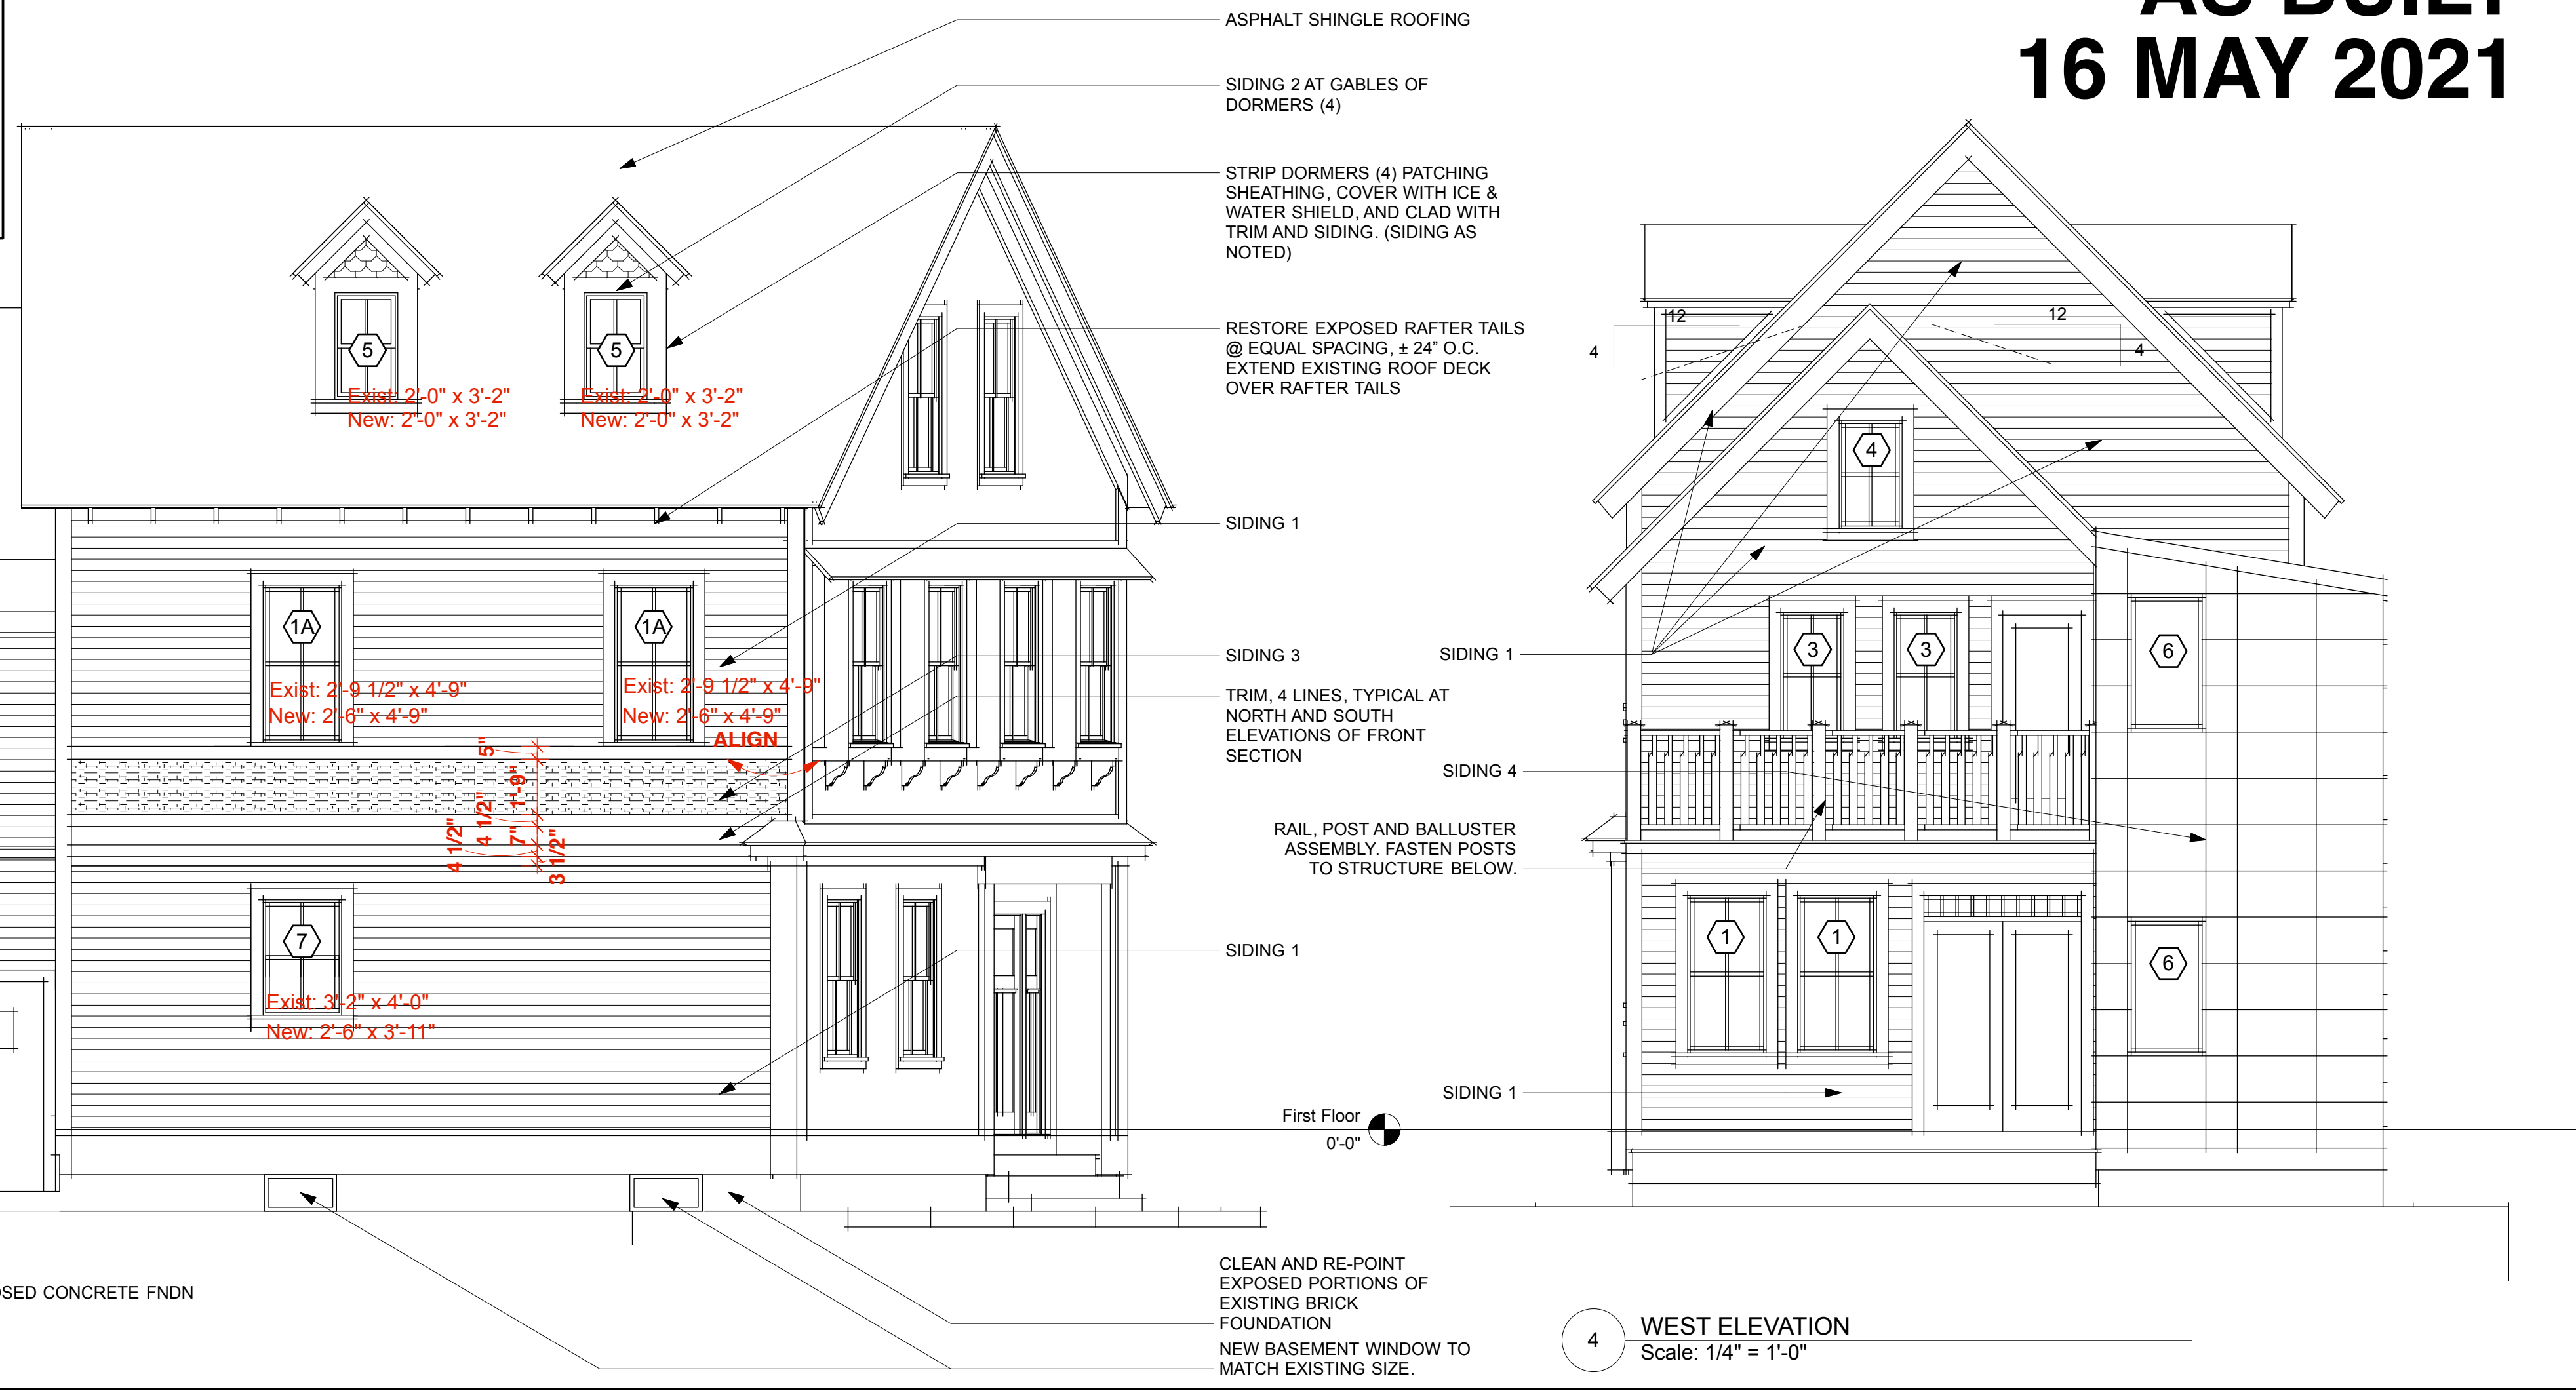 16 MAY 2021
ASPHALT SHINGLE ROOFING
SIDING 2 AT GABLES OF
DORMERS (4)
STRIP DORMERS (4) PATCHING
SHEATHING, COVER WITH ICE &
WATER SHIELD, AND CLAD WITH
TRIM AND SIDING. (SIDING AS
NOTED)
RESTORE EXPOSED RAFTER TAILS
@ EQUAL SPACING, ± 24” O.C.
EXTEND EXISTING ROOF DECK
OVER RAFTER TAILS
SIDING 1
SIDING 3
TRIM, 4 LINES, TYPICAL AT
NORTH AND SOUTH
ELEVATIONS OF FRONT
SECTION
SIDING 1
5
5
Exist: 2'-0" x 3'-2"
New: 2'-0" x 3'-2"
Exist: 2'-0" x 3'-2"
New: 2'-0" x 3'-2"
1A
1A
Exist: 2'-9 1/2" x 4'-9"
New: 2'-6" x 4'-9"
Exist: 2'-9 1/2" x 4'-9"
New: 2'-6" x 4'-9"
ALIGN
5"
1'-9"
4 1/2"
7"
4 1/2"
3 1/2"
7
Exist: 3'-2" x 4'-0"
New: 2'-6" x 3'-11"
12
4
12
4
4
3
3
6
SIDING 1
SIDING 4
RAIL, POST AND BALLUSTER
ASSEMBLY. FASTEN POSTS
TO STRUCTURE BELOW.
1
1
6
SIDING 1
First Floor
0'-0"
CLEAN AND RE-POINT
EXPOSED PORTIONS OF
EXISTING BRICK
FOUNDATION
NEW BASEMENT WINDOW TO
MATCH EXISTING SIZE.
CONCRETE FNDN
4
WEST ELEVATION
Scale: 1/4" = 1'-0"